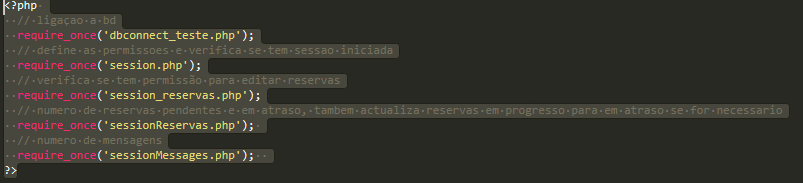 <?php
// ligaçao a bd
require_once('dbconnect_teste.php');
// define as permissoes e verifica se tem sessao iniciada
require_once('session.php');
// verifica se tem permissão para editar reservas
require_once('session_reservas.php');
// numero de reservas pendentes e em atraso, tambem actualiza reservas em progresso para em atraso se for necessario
require_once('sessionReservas.php');
// numero de mensagens
require_once('sessionMessages.php');
?>